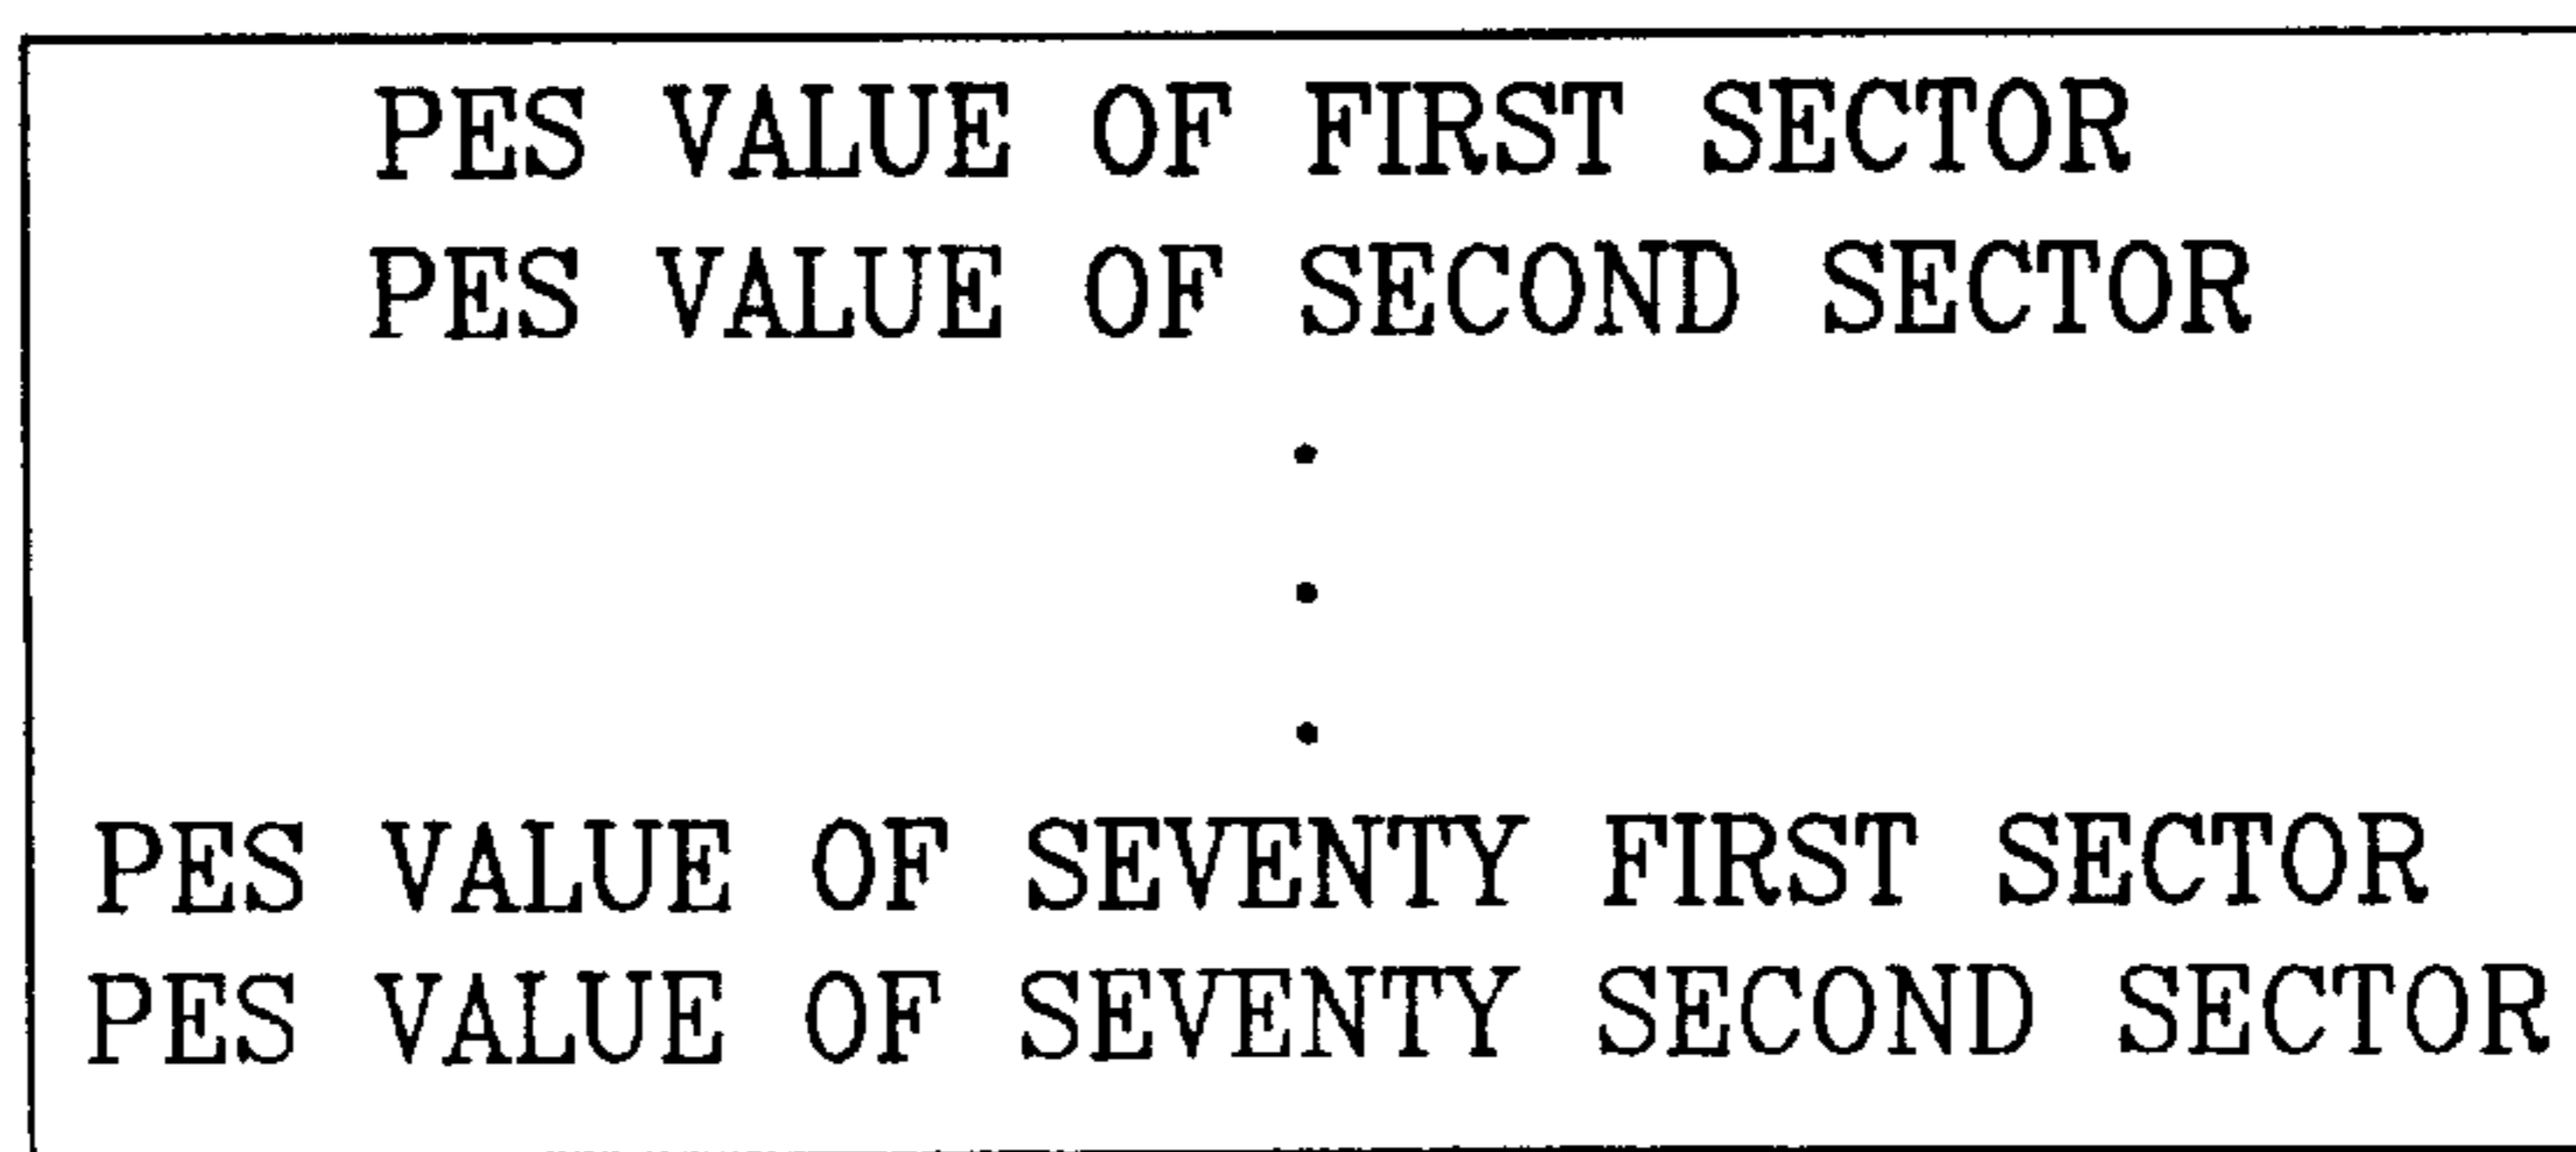 PES VALUE OF FIRST SECTOR
PES VALUE OF SECOND SECTOR
.
.
.
PES VALUE OF SEVENTY FIRST SECTOR
PES VALUE OF SEVENTY SECOND SECTOR